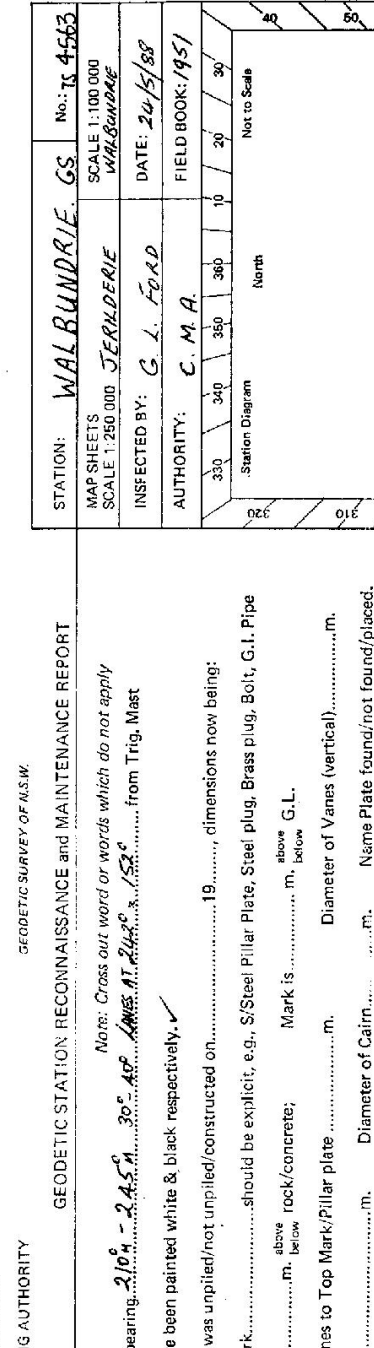 G AUTHORITY
GEODETIC SURVEY OF N.S.W.
GEODETIC STATION RECONNAISSANCE and MAINTENANCE REPORT
Note: Cross out word or words which do not apply
earing 30° - 40° VANES AT 242° & 152° from Trig. Mast
e been painted white & black respectively. ✓
was unpiled/not unpiled/constructed on 19, dimensions now being:
rk should be explicit, e.g., S/Steel Pillar Plate, Steel plug, Brass plug, Bolt, G.I. Pipe
m. above below rock/concrete; Mark is m. above below G.L.
nes to Top Mark/Pillar plate m. Diameter of Vanes (vertical) m.
m. Diameter of Cairn m. Name Plate found/not found/placed.
STATION: WALBUNDRIE. GS. No.: TS 4563
MAP SHEETS
SCALE 1:250 000 JERILDERIE
SCALE 1:100 000
WALBUNDRIE
INSPECTED BY: G. L. FORD DATE: 24/5/88
AUTHORITY: C. M. A. FIELD BOOK: 1951
330 340 350 360 10 20 30 40 50
320 310
Station Diagram North Not to Scale